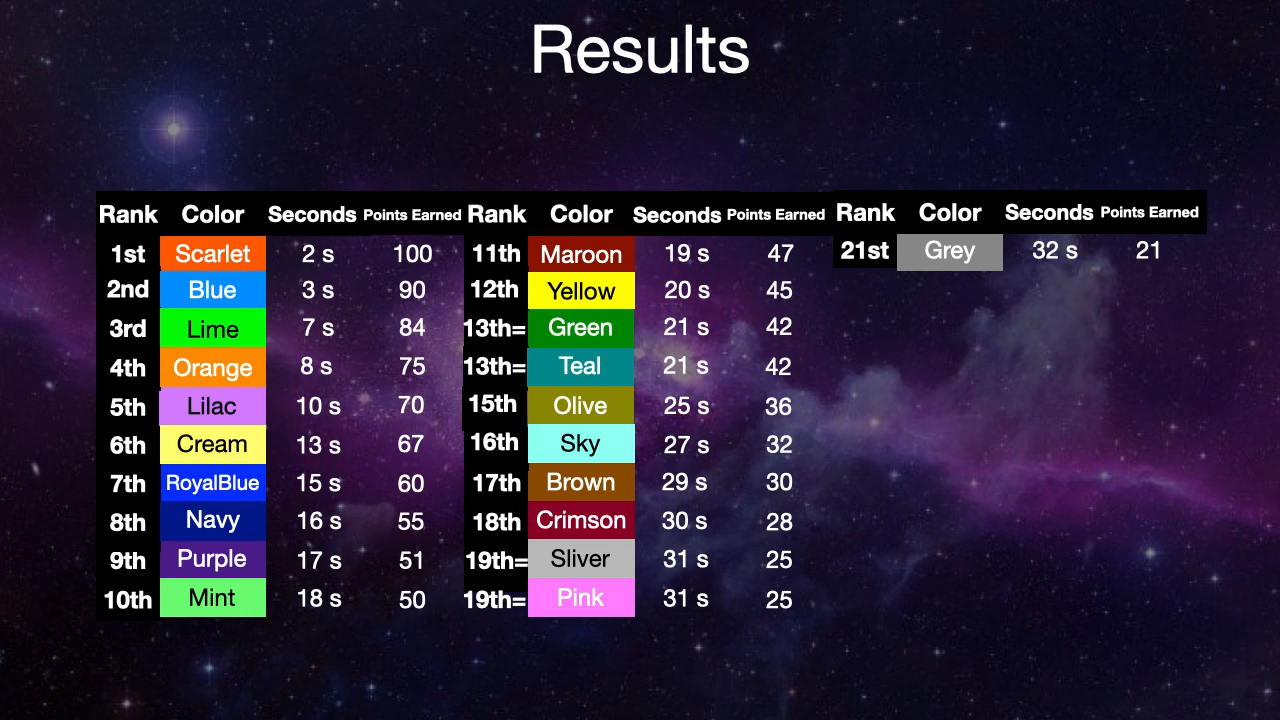 Results
Rank Color Seconds Points Earned
1st Scarlet 2 s 100
2nd Blue 3 s 90
3rd Lime 7 s 84
4th Orange 8 s 75
5th Lilac 10 s 70
6th Cream 13 s 67
7th RoyalBlue 15 s 60
8th Navy 16 s 55
9th Purple 17 s 51
10th Mint 18 s 50
Rank Color Seconds Points Earned
11th Maroon 19 s 47
12th Yellow 20 s 45
13th= Green 21 s 42
13th= Teal 21 s 42
15th Olive 25 s 36
16th Sky 27 s 32
17th Brown 29 s 30
18th Crimson 30 s 28
19th= Sliver 31 s 25
19th= Pink 31 s 25
Rank Color Seconds Points Earned
21st Grey 32 s 21